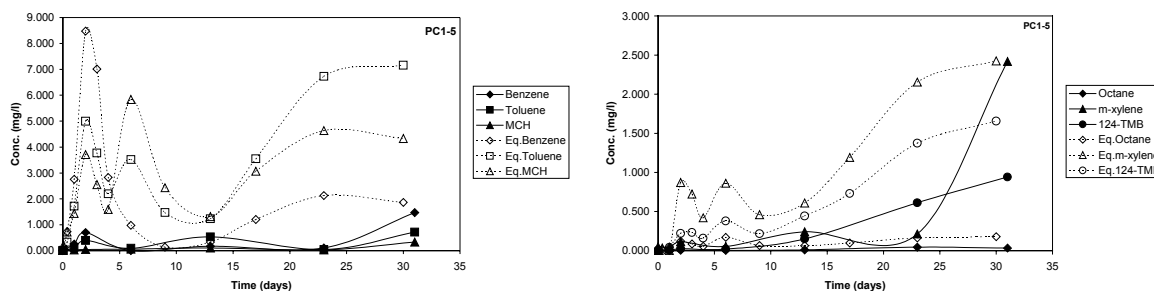 9.000
8.000
7.000
6.000
5.000
4.000
3.000
2.000
1.000
0.000
Conc. (mg/l)
0 5 10 15 20 25 30 35
Time (days)
PC1-5
Benzene
Toluene
MCH
Eq.Benzene
Eq.Toluene
Eq.MCH
3.000
2.500
2.000
1.500
1.000
0.500
0.000
Conc. (mg/l)
0 5 10 15 20 25 30 35
Time (days)
PC1-5
Octane
m-xylene
124-TMB
Eq.Octane
Eq.m-xylene
Eq.124-TMB